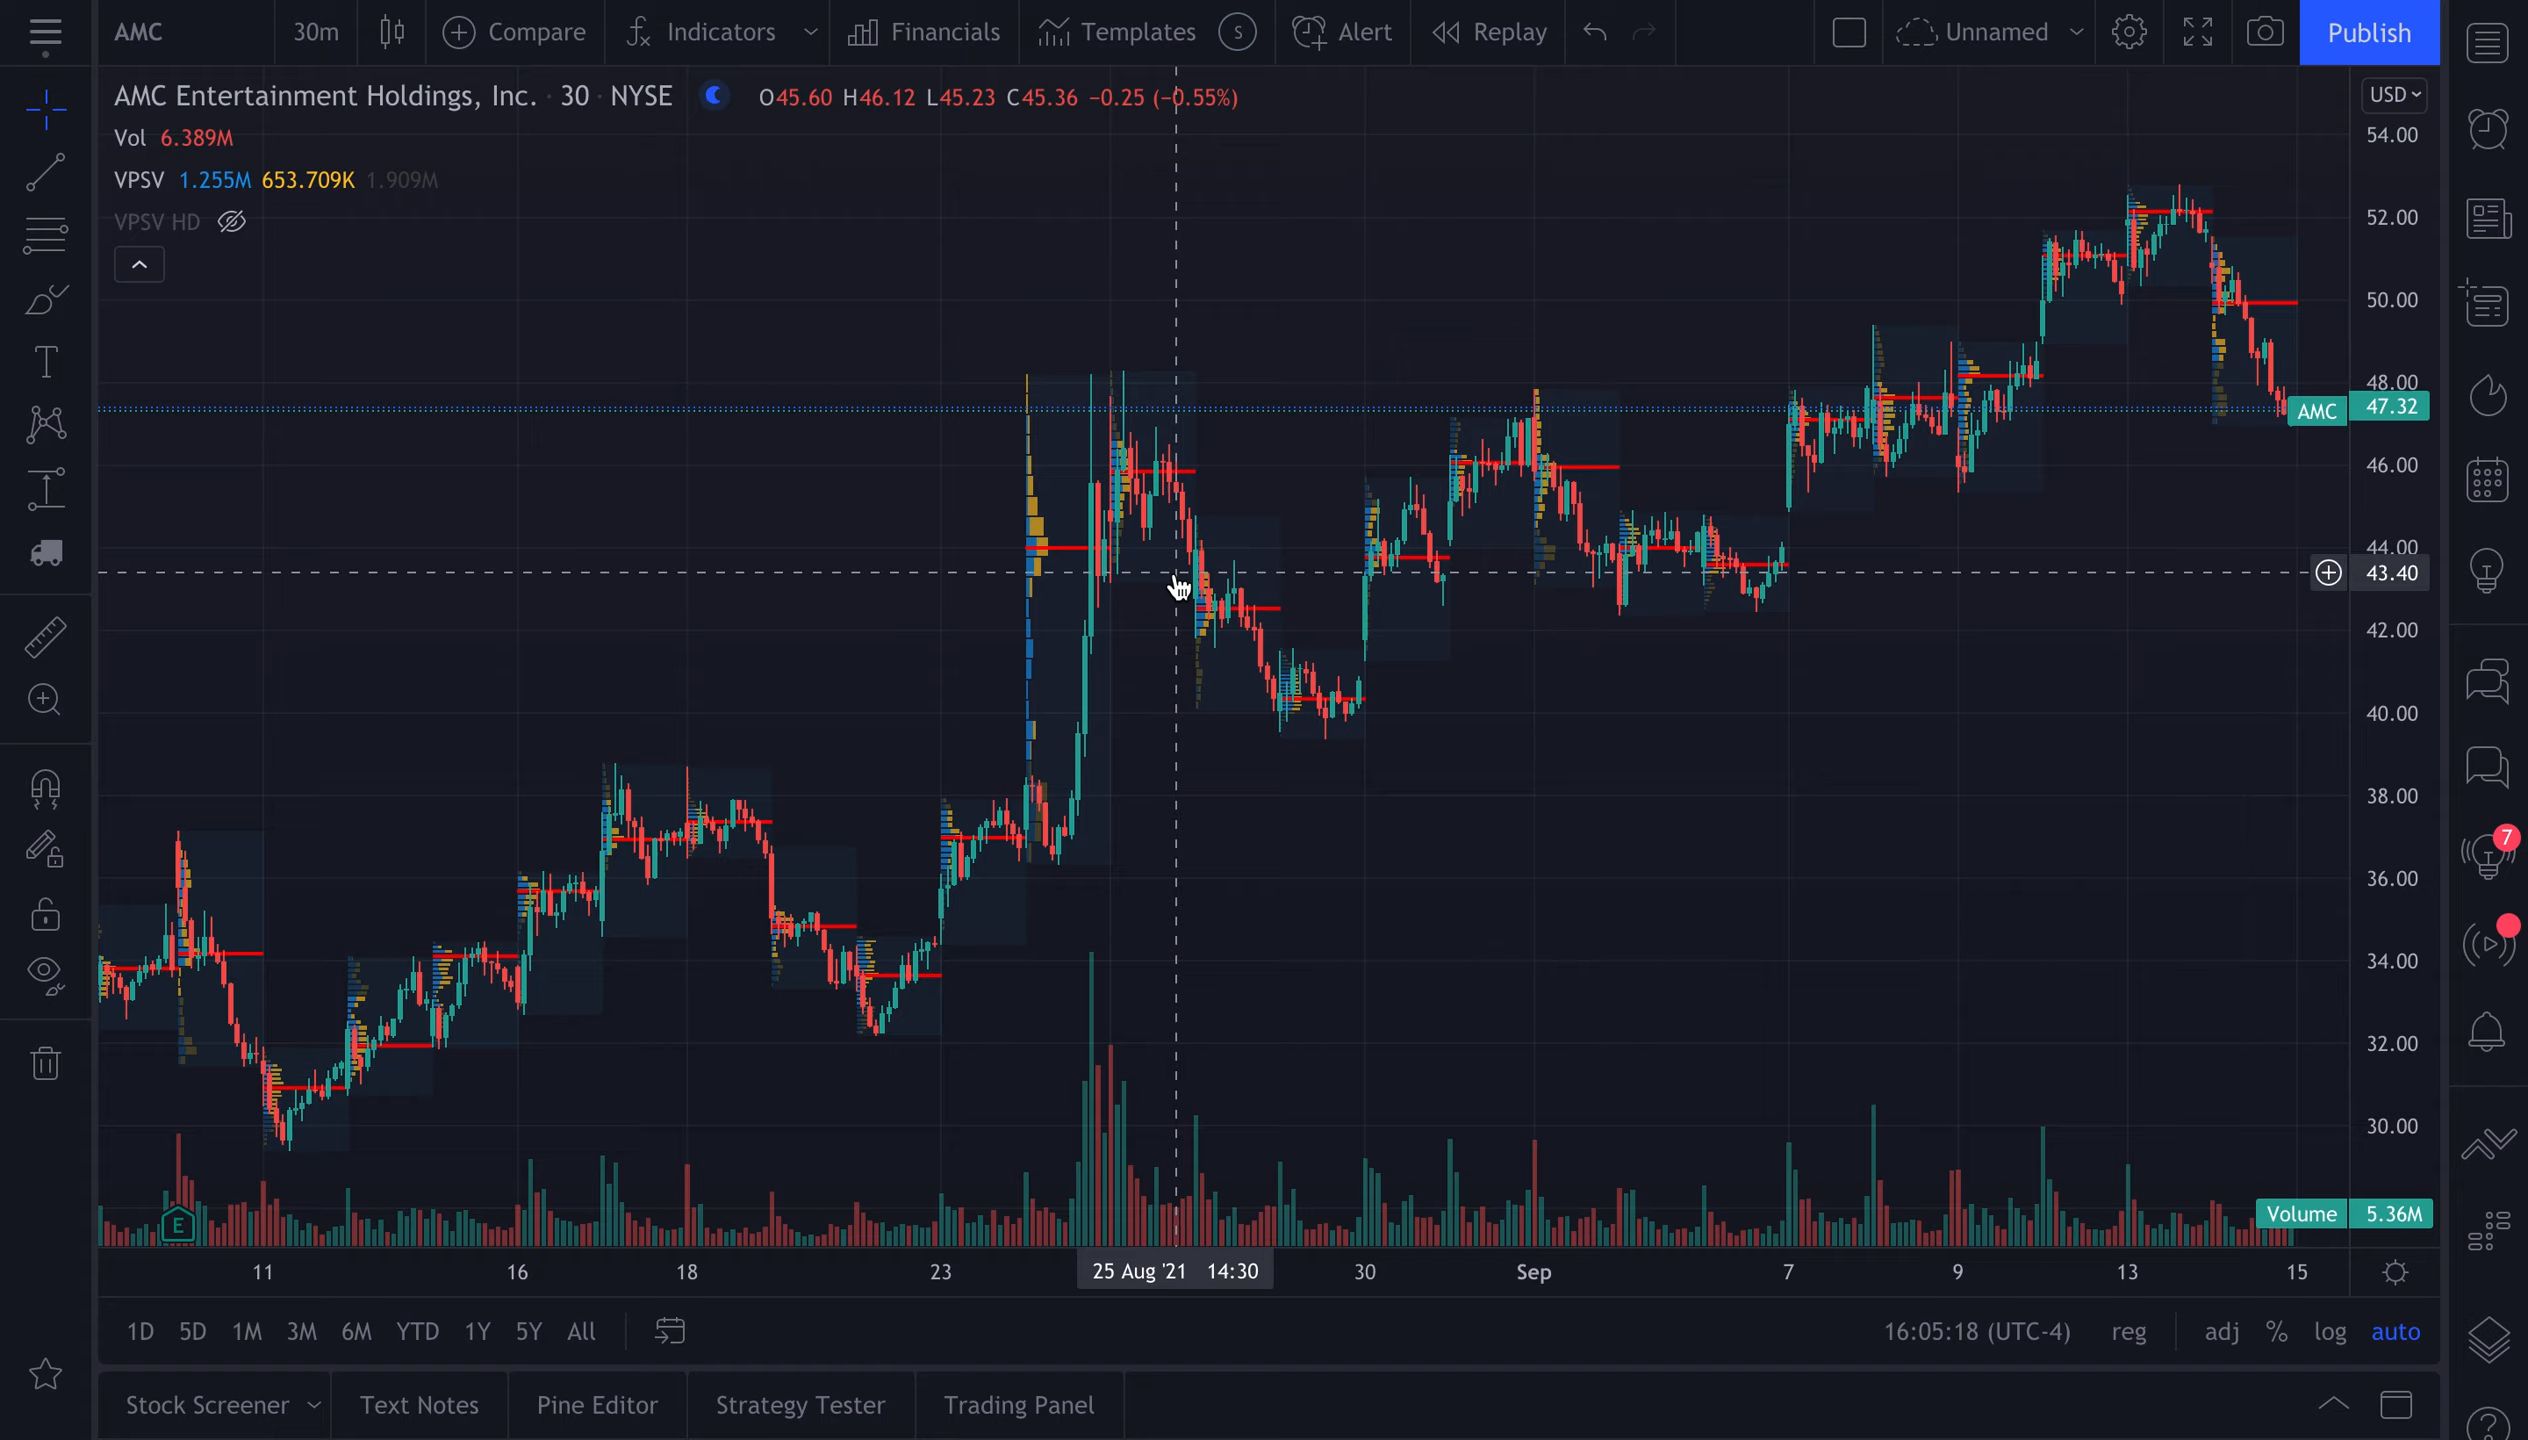 AMC 30m Compare Indicators Financials Templates S Alert Replay Unnamed Publish
AMC Entertainment Holdings, Inc. · 30 · NYSE O45.60 H46.12 L45.23 C45.36 −0.25 (−0.55%)
USD
Vol 6.389M
VPSV 1.255M 653.709K 1.909M
VPSV HD
54.00
52.00
50.00
48.00
AMC 47.32
46.00
44.00
43.40
42.00
40.00
38.00
7
36.00
34.00
32.00
30.00
E
Volume 5.36M
11 16 18 23 25 Aug '21 14:30 30 Sep 7 9 13 15
1D 5D 1M 3M 6M YTD 1Y 5Y All 16:05:18 (UTC-4) reg adj % log auto
Stock Screener Text Notes Pine Editor Strategy Tester Trading Panel